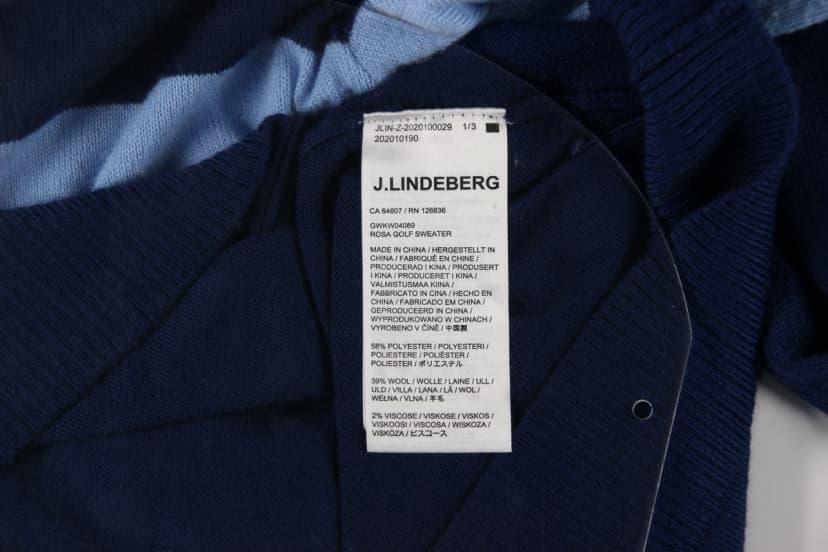 JLIN-Z-2020100029 1/3
202010190
J.LINDEBERG
CA 64607 / RN 126836
GWKW04089
ROSA GOLF SWEATER
MADE IN CHINA / HERGESTELLT IN
CHINA / FABRIQUÉ EN CHINE /
PRODUCERAD I KINA / PRODUSERT
I KINA / PRODUCERET I KINA /
VALMISTUSMAA KIINA /
FABBRICATO IN CINA / HECHO EN
CHINA / FABRICADO EM CHINA /
GEPRODUCEERD IN CHINA /
WYPRODUKOWANO W CHINACH /
VYROBENO V ČÍNĚ / 中国製
58% POLYESTER / POLYESTERI /
POLIESTERE / POLIÉSTER /
POLIESTER / ポリエステル
39% WOOL / WOLLE / LAINE / ULL /
ULD / VILLA / LANA / LÃ / WOL /
WEŁNA / VLNA / 羊毛
2% VISCOSE / VISKOSE / VISKOS /
VISKOOSI / VISCOSA / WISKOZA /
VISKÓZA / ビスコース